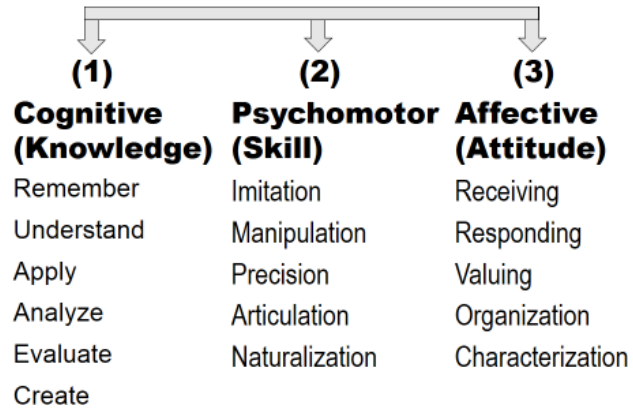 (1)
Cognitive
(Knowledge)
Remember
Understand
Apply
Analyze
Evaluate
Create
(2)
Psychomotor
(Skill)
Imitation
Manipulation
Precision
Articulation
Naturalization
(3)
Affective
(Attitude)
Receiving
Responding
Valuing
Organization
Characterization